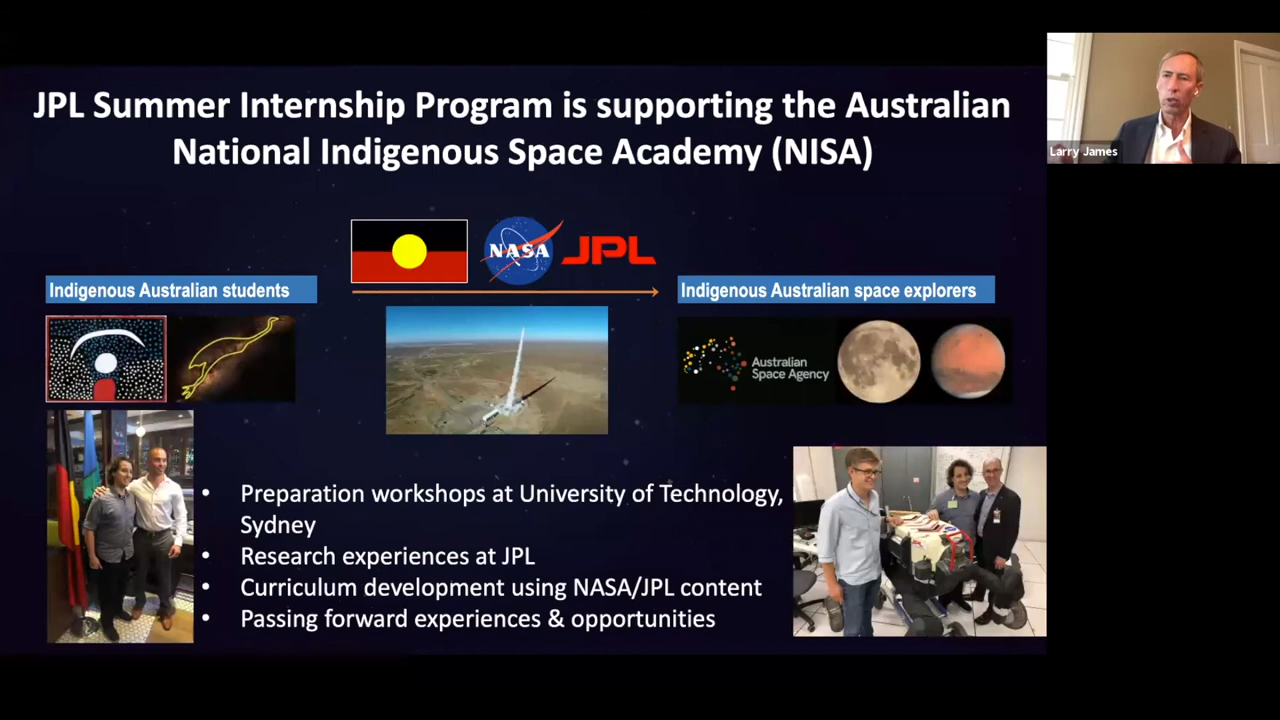 JPL Summer Internship Program is supporting the Australian
National Indigenous Space Academy (NISA)
Larry James
NASA
JPL
Indigenous Australian students
Indigenous Australian space explorers
Australian
Space Agency
• Preparation workshops at University of Technology,
Sydney
• Research experiences at JPL
• Curriculum development using NASA/JPL content
• Passing forward experiences & opportunities